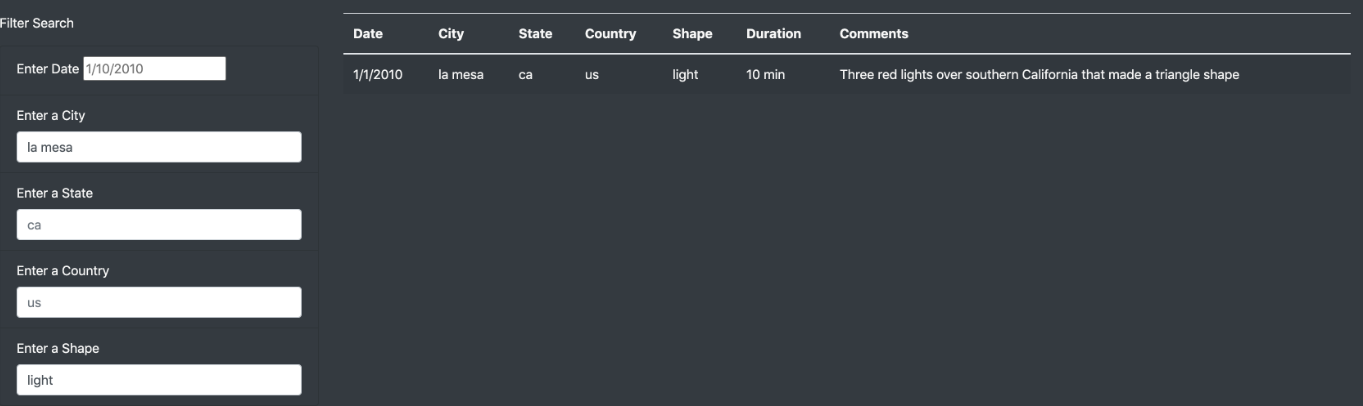 Filter Search
Enter Date 1/10/2010
Enter a City
la mesa
Enter a State
ca
Enter a Country
us
Enter a Shape
light
Date City State Country Shape Duration Comments
1/1/2010 la mesa ca us light 10 min Three red lights over southern California that made a triangle shape